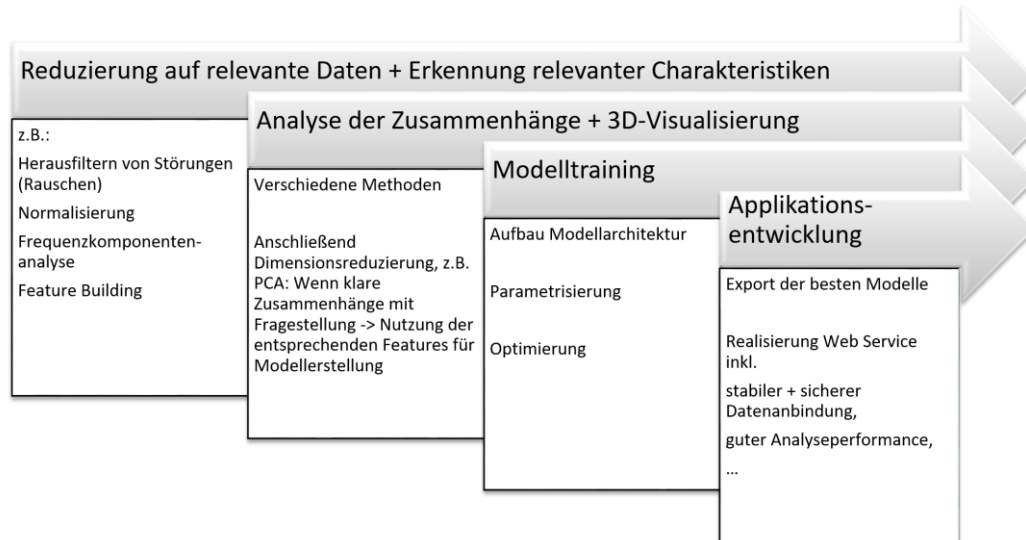 Reduzierung auf relevante Daten + Erkennung relevanter Charakteristiken
z.B.:
Herausfiltern von Störungen
(Rauschen)
Normalisierung
Frequenzkomponenten-
analyse
Feature Building
Analyse der Zusammenhänge + 3D-Visualisierung
Verschiedene Methoden
Anschließend
Dimensionsreduzierung, z.B.
PCA: Wenn klare
Zusammenhänge mit
Fragestellung -> Nutzung der
entsprechenden Features für
Modellerstellung
Modelltraining
Aufbau Modellarchitektur
Parametrisierung
Optimierung
Applikations-
entwicklung
Export der besten Modelle
Realisierung Web Service
inkl.
stabiler + sicherer
Datenanbindung,
guter Analyseperformance,
...